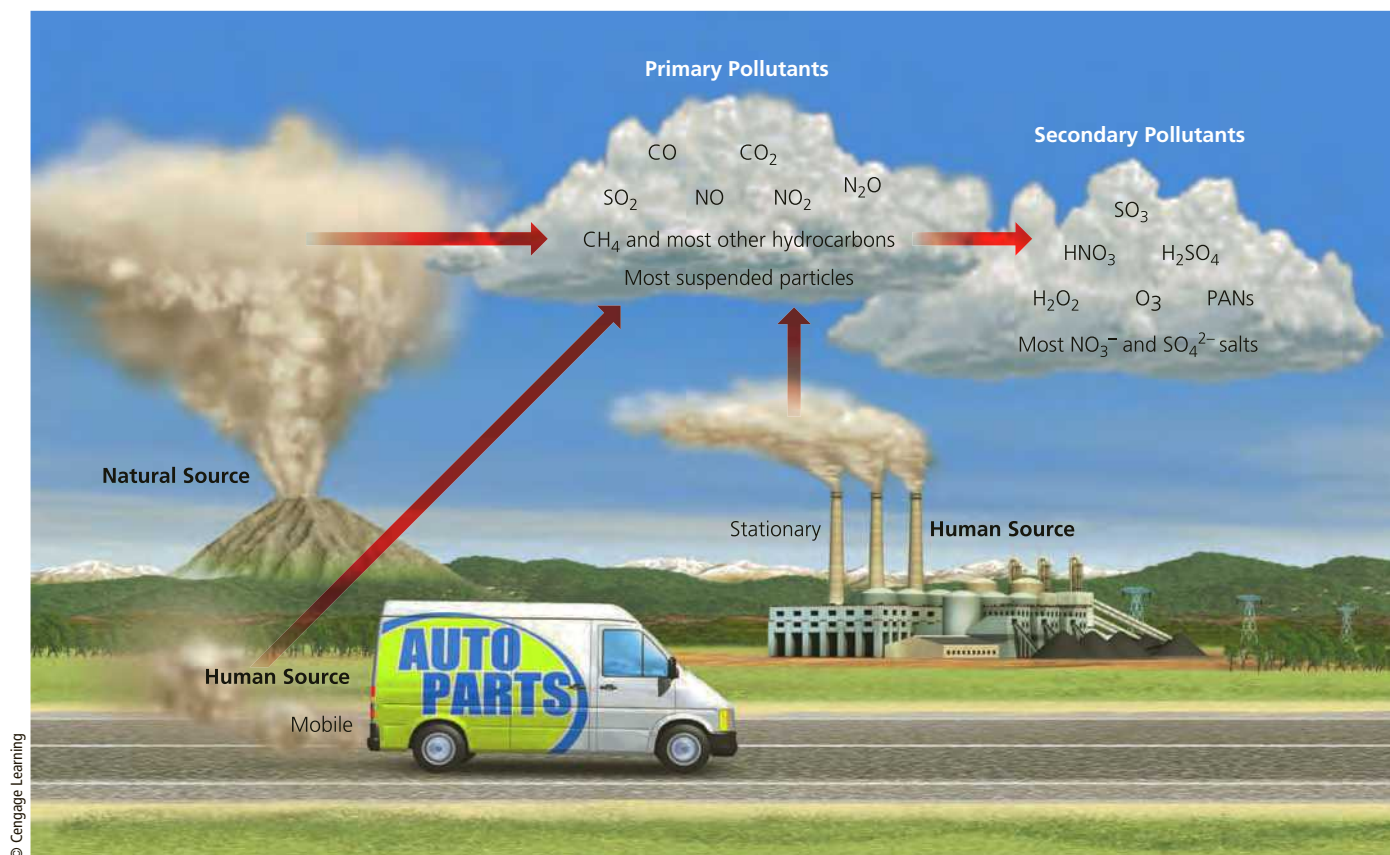 Primary Pollutants
CO CO₂
SO₂ NO NO₂ N₂O
CH₄ and most other hydrocarbons
Most suspended particles
Secondary Pollutants
SO₃
HNO₃ H₂SO₄
H₂O₂ O3 PANs
Most NO₃⁻ and SO₄²⁻ salts
Natural Source
Stationary
Human Source
Human Source
Mobile
AUTO
PARTS
© Cengage Learning